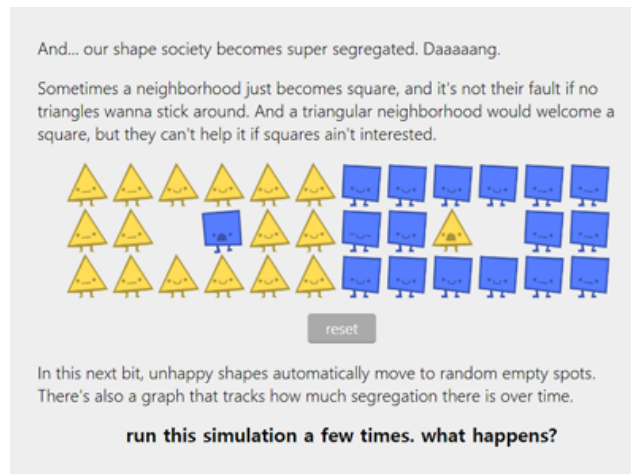 And... our shape society becomes super segregated. Daaaaang.
Sometimes a neighborhood just becomes square, and it's not their fault if no
triangles wanna stick around. And a triangular neighborhood would welcome a
square, but they can't help it if squares ain't interested.
reset
In this next bit, unhappy shapes automatically move to random empty spots.
There's also a graph that tracks how much segregation there is over time.
run this simulation a few times. what happens?